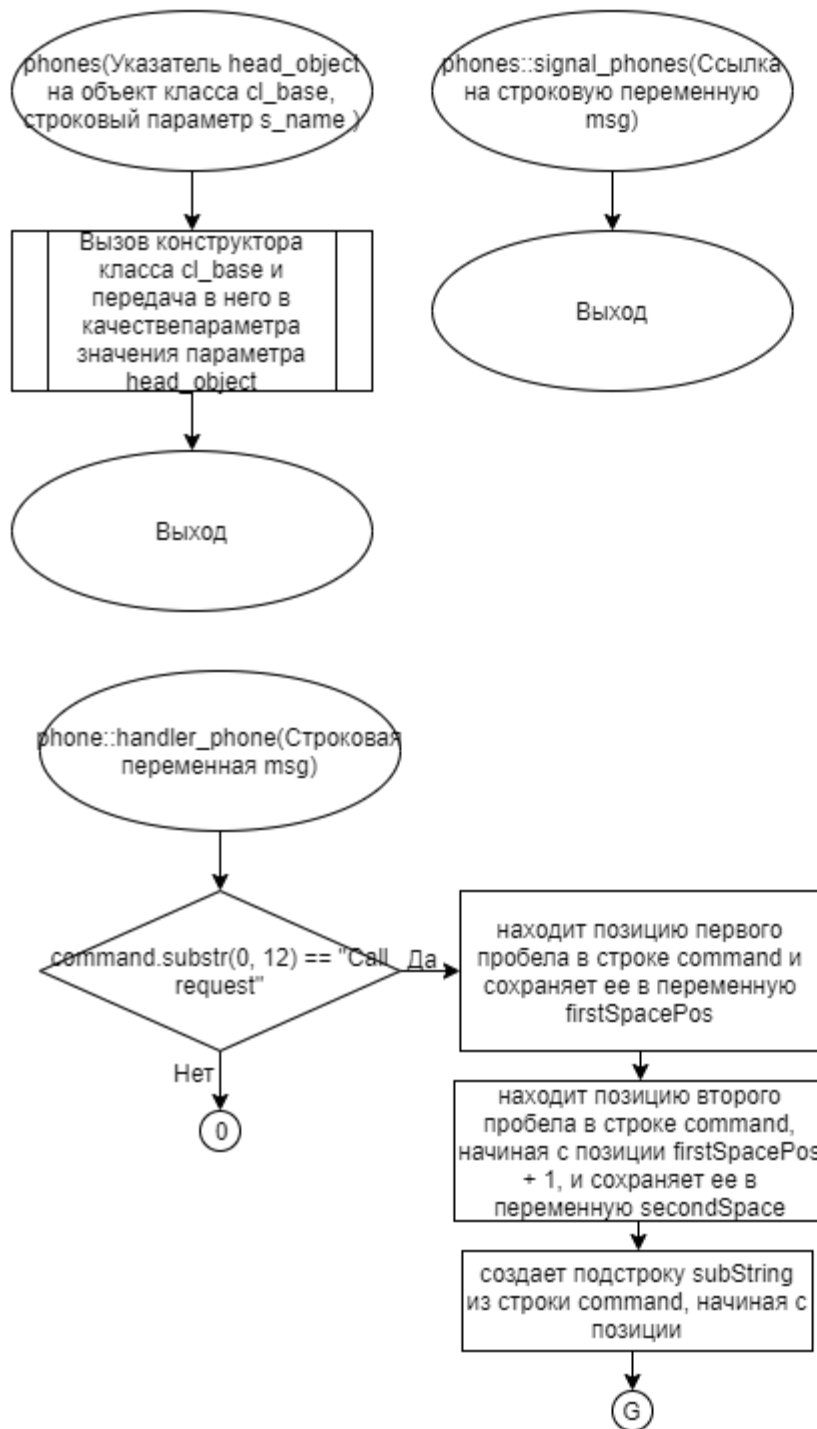 phones(Указатель head_object
на объект класса cl_base,
строковый параметр s_name )
Вызов конструктора
класса cl_base и
передача в него в
качествепараметра
значения параметра
head_object
Выход
phones::signal_phones(Ссылка
на строковую переменную
msg)
Выход
phone::handler_phone(Строковая
переменная msg)
command.substr(0, 12) == "Call
request"
Да
Нет
0
находит позицию первого
пробела в строке command и
сохраняет ее в переменную
firstSpacePos
находит позицию второго
пробела в строке command,
начиная с позиции firstSpacePos
+ 1, и сохраняет ее в
переменную secondSpace
создает подстроку subString
из строки command, начиная с
позиции
G